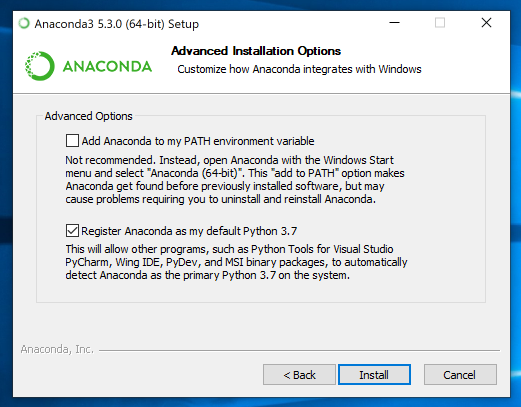 Anaconda3 5.3.0 (64-bit) Setup
Advanced Installation Options
Customize how Anaconda integrates with Windows
ANACONDA
Advanced Options
Add Anaconda to my PATH environment variable
Not recommended. Instead, open Anaconda with the Windows Start
menu and select "Anaconda (64-bit)". This "add to PATH" option makes
Anaconda get found before previously installed software, but may
cause problems requiring you to uninstall and reinstall Anaconda.
Register Anaconda as my default Python 3.7
This will allow other programs, such as Python Tools for Visual Studio
PyCharm, Wing IDE, PyDev, and MSI binary packages, to automatically
detect Anaconda as the primary Python 3.7 on the system.
Anaconda, Inc.
< Back
Install
Cancel